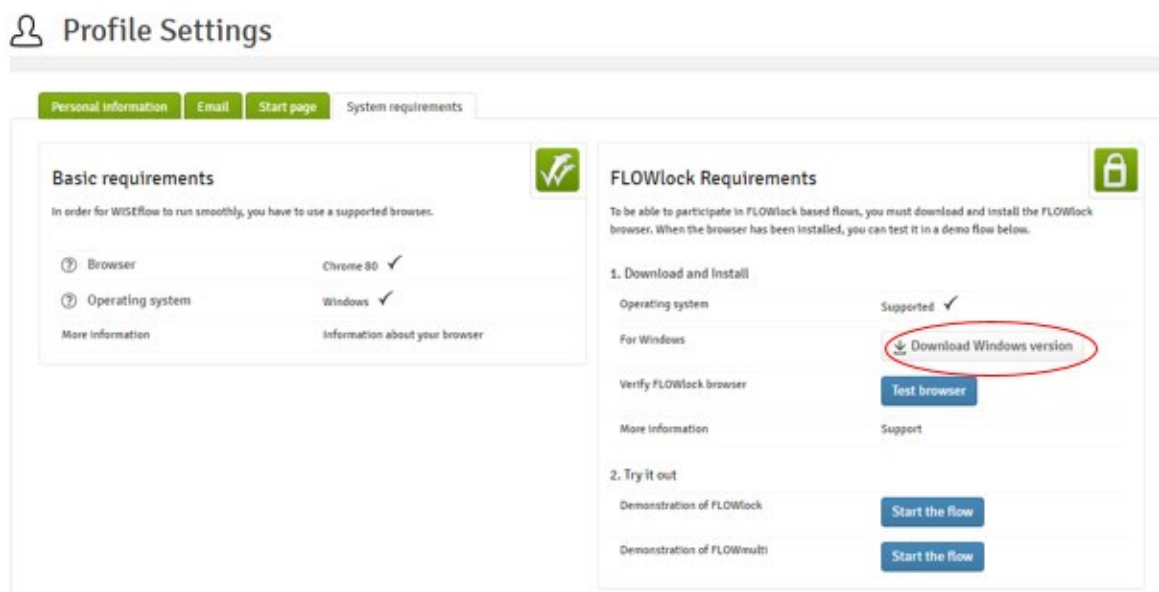 Profile Settings
Personal information Email Start page System requirements
Basic requirements
In order for WISEflow to run smoothly, you have to use a supported browser.
Browser Chrome 80
Operating system Windows
More information Information about your browser
FLOWlock Requirements
To be able to participate in FLOWlock based flows, you must download and install the FLOWlock
browser. When the browser has been installed, you can test it in a demo flow below.
1. Download and Install
Operating system Supported
For Windows Download Windows version
Verify FLOWlock browser Test browser
More information Support
2. Try it out
Demonstration of FLOWlock Start the flow
Demonstration of FLOWmulti Start the flow